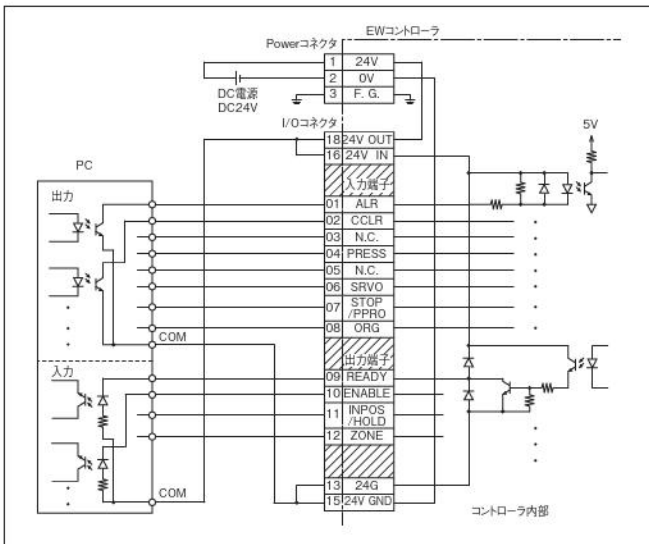 EWコントローラ
Powerコネクタ
1 24V
2 0V
3 F. G.
DC電源
DC24V
I/Oコネクタ
18 24V OUT
16 24V IN
5V
PC
入力端子
出力
01 ALR
02 CCLR
03 N.C.
04 PRESS
05 N.C.
06 SRVO
07 STOP
/PPRO
08 ORG
COM
出力端子
入力
09 READY
10 ENABLE
11 INPOS
/HOLD
12 ZONE
COM
13 24G
15 24V GND
コントローラ内部